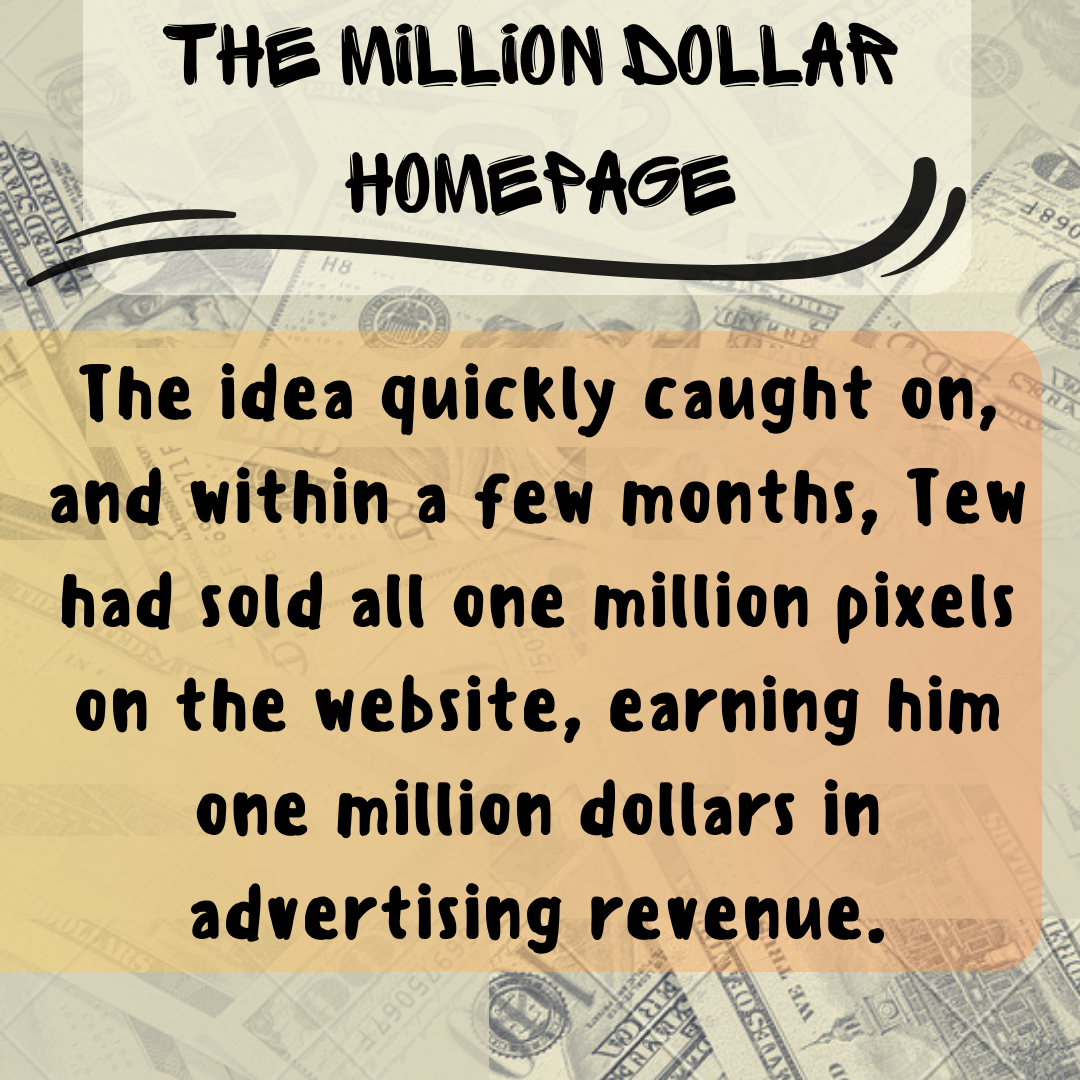 THE MILLION DOLLAR
HOMEPAGE
The idea quickly caught on,
and within a few months, Tew
had sold all one million pixels
on the website, earning him
one million dollars in
advertising revenue.